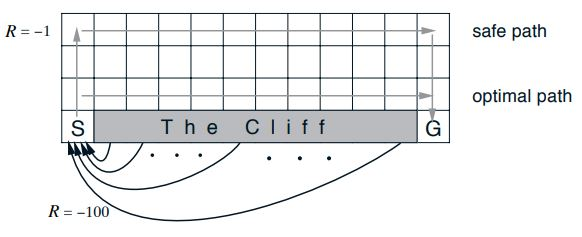 R = −1
safe path
optimal path
S
The Cliff
G
R = −100